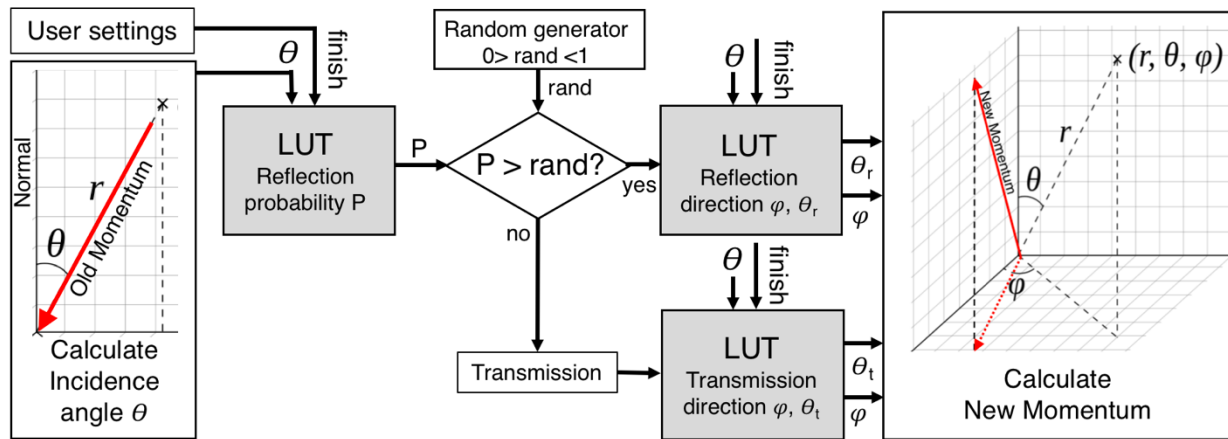 User settings
θ
finish
Normal
r
θ
Old Momentum
Calculate
Incidence
angle θ
LUT
Reflection
probability P
P
Random generator
0> rand <1
rand
P > rand?
yes
no
Transmission
θ
finish
LUT
Reflection
direction φ, θr
θr
φ
θ
finish
LUT
Transmission
direction φ, θt
θt
φ
(r, θ, φ)
New Momentum
r
θ
φ
Calculate
New Momentum